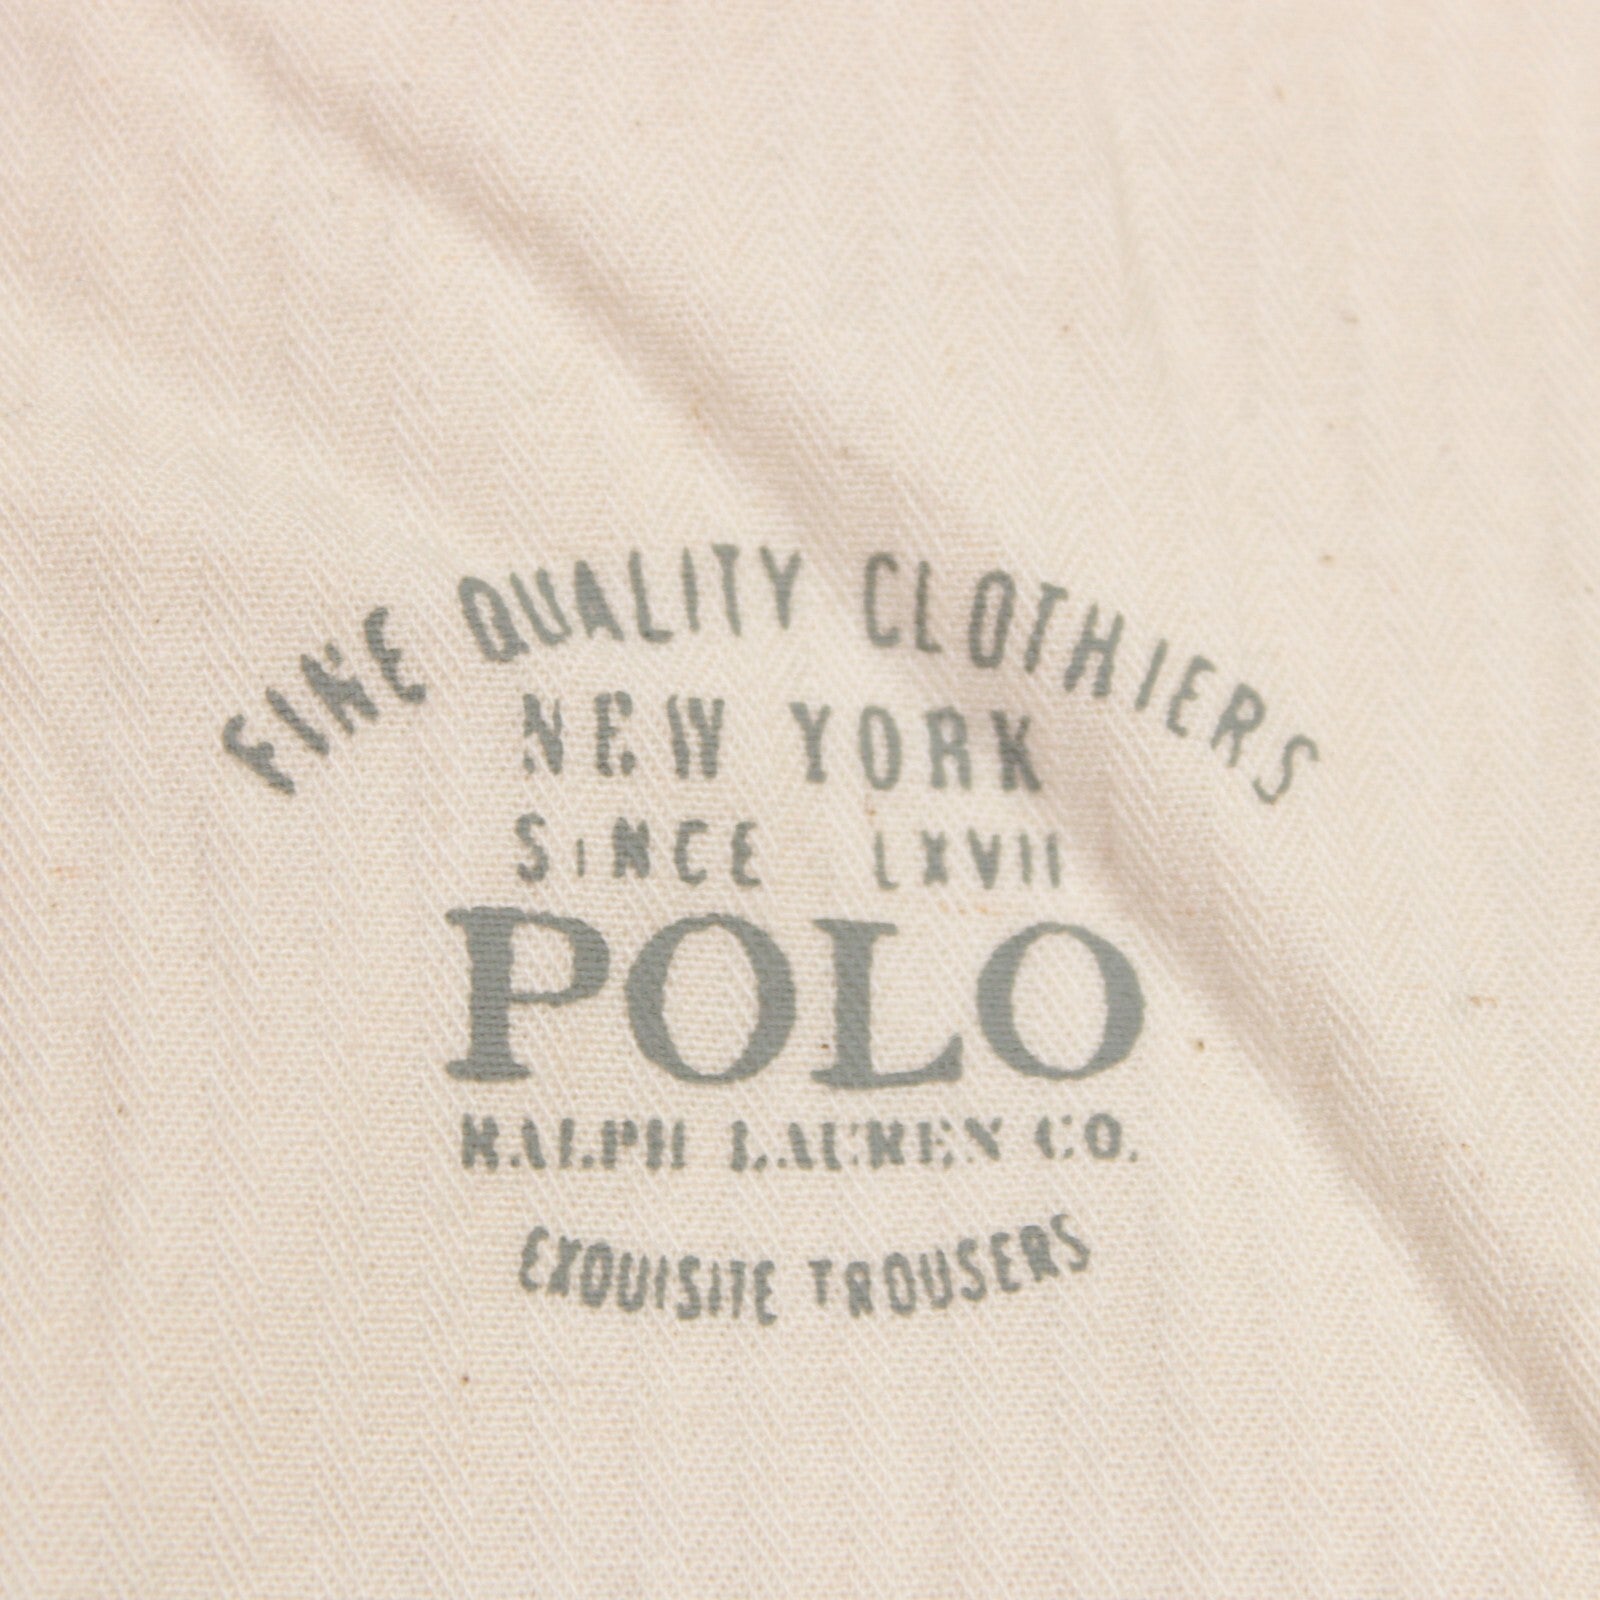 FINE QUALITY CLOTHIERS
NEW YORK
SINCE LXVII
POLO
RALPH LAUREN CO.
EXQUISITE TROUSERS